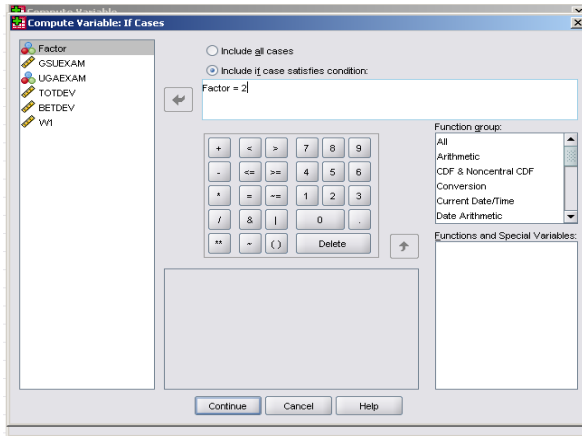 Compute Variable
Compute Variable: If Cases
Factor
GSUEXAM
UGAEXAM
TOTDEV
BETDEV
W1
Include all cases
Include if case satisfies condition:
Factor = 2
+ < > 7 8 9
- <= >= 4 5 6
* = ~= 1 2 3
/ & | 0 .
** ~ ( ) Delete
Function group:
All
Arithmetic
CDF & Noncentral CDF
Conversion
Current Date/Time
Date Arithmetic
Functions and Special Variables:
Continue Cancel Help